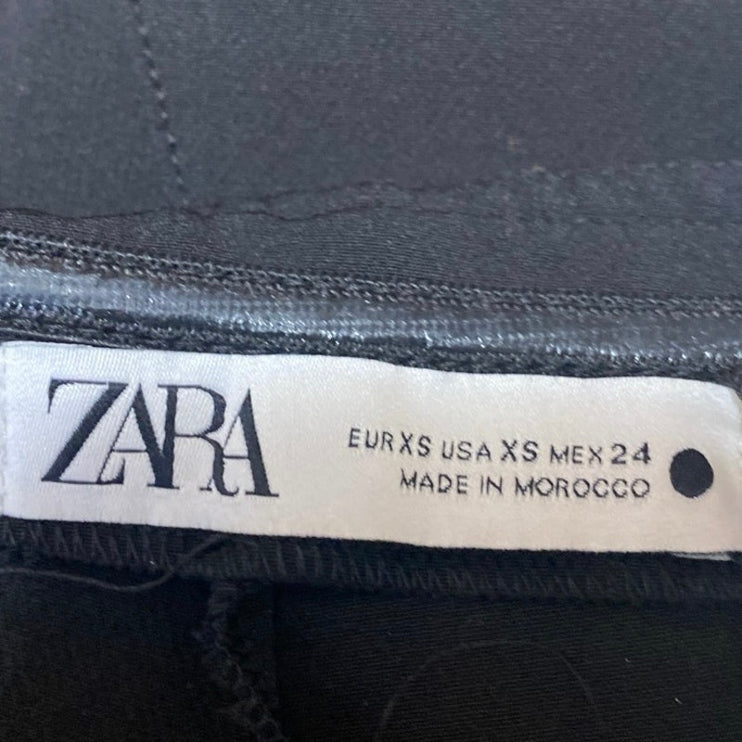 ZARA
EUR XS USA XS MEX 24
MADE IN MOROCCO